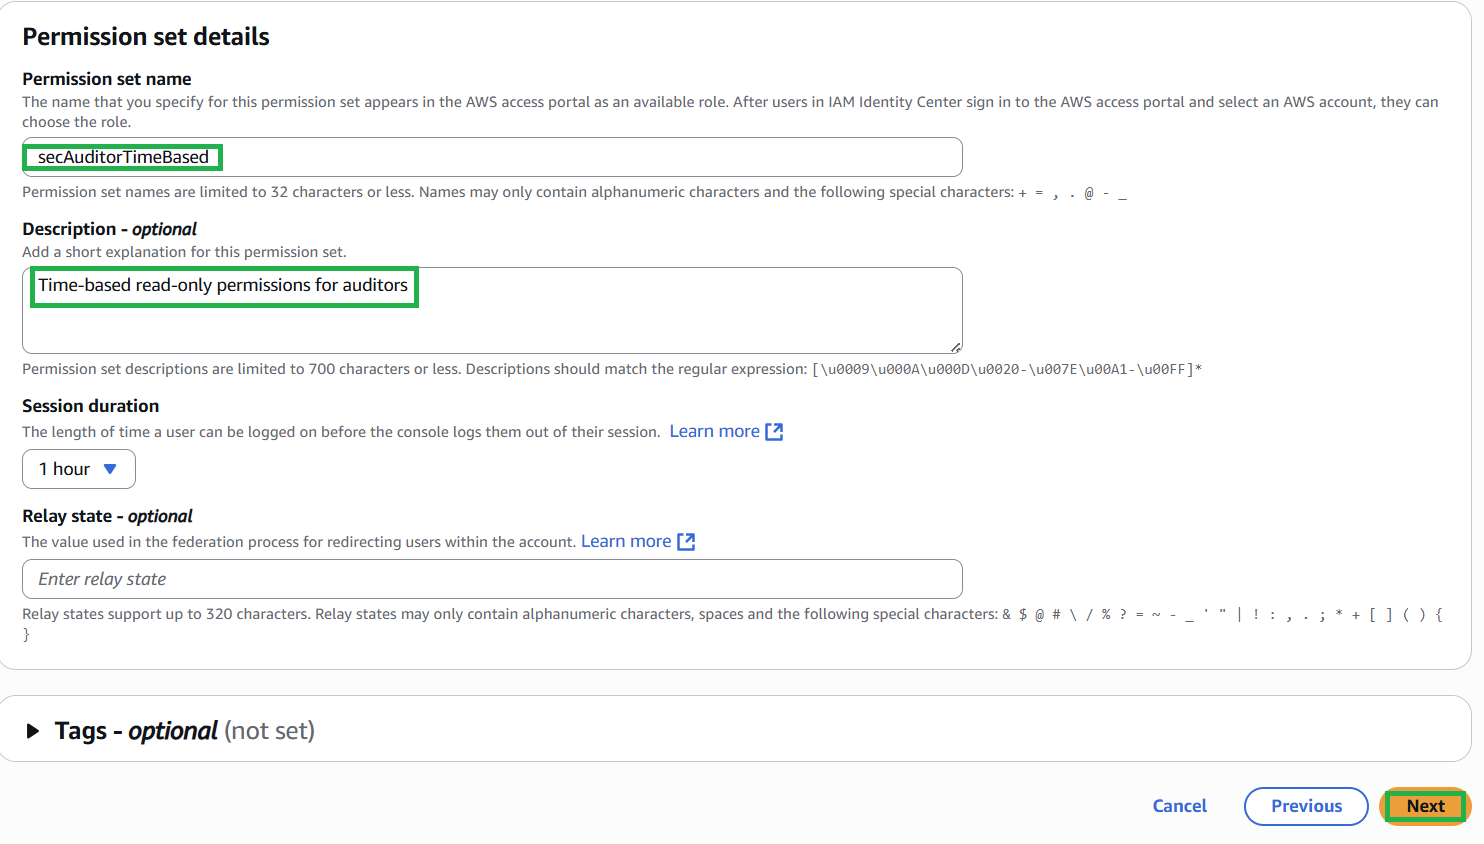 Permission set details
Permission set name
The name that you specify for this permission set appears in the AWS access portal as an available role. After users in IAM Identity Center sign in to the AWS access portal and select an AWS account, they can
choose the role.
secAuditorTimeBased
Permission set names are limited to 32 characters or less. Names may only contain alphanumeric characters and the following special characters: + = , . @ - _
Description - optional
Add a short explanation for this permission set.
Time-based read-only permissions for auditors
Permission set descriptions are limited to 700 characters or less. Descriptions should match the regular expression: [\u0009\u000A\u000D\u0020-\u007E\u00A1-\u00FF]*
Session duration
The length of time a user can be logged on before the console logs them out of their session. Learn more
1 hour
Relay state - optional
The value used in the federation process for redirecting users within the account. Learn more
Enter relay state
Relay states support up to 320 characters. Relay states may only contain alphanumeric characters, spaces and the following special characters: & $ @ # \ / % ? = ~ - _ ' " | ! : , . ; * + [ ] ( ) {
}
Tags - optional (not set)
Cancel Previous Next